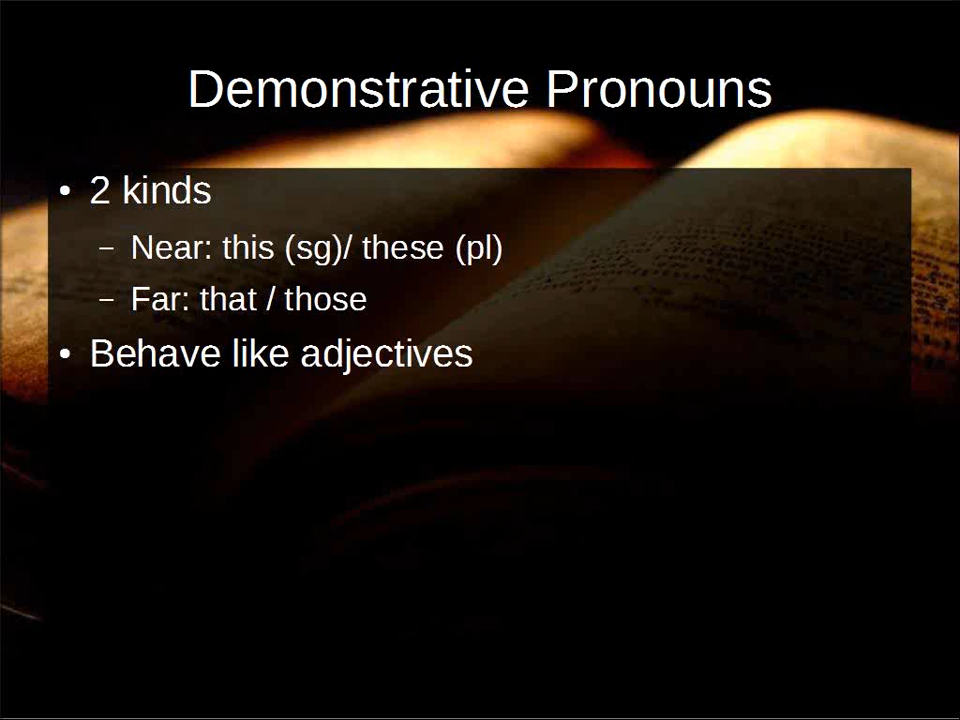 Demonstrative Pronouns
• 2 kinds
– Near: this (sg)/ these (pl)
– Far: that / those
• Behave like adjectives